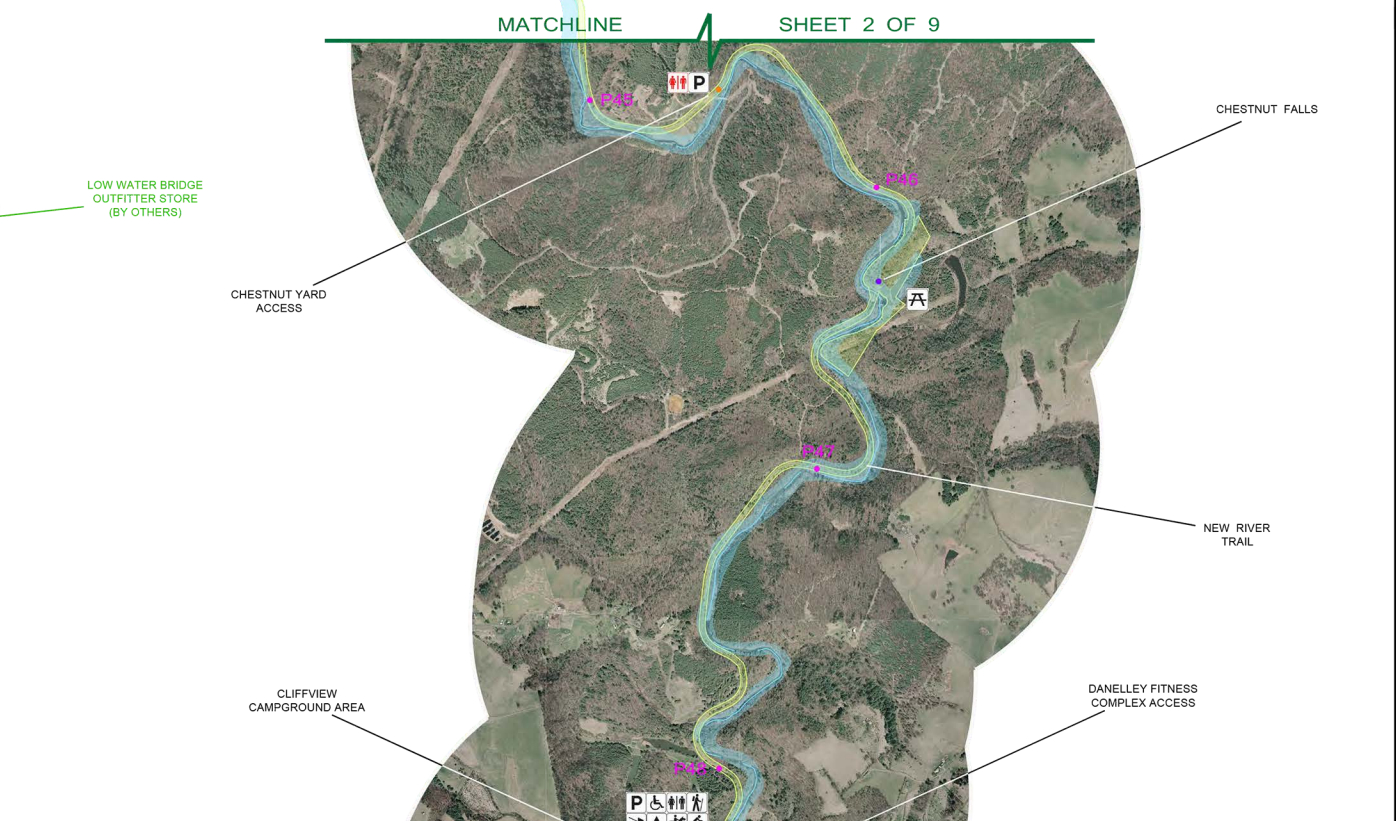 MATCHLINE SHEET 2 OF 9
P
P45
CHESTNUT FALLS
P46
LOW WATER BRIDGE
OUTFITTER STORE
(BY OTHERS)
CHESTNUT YARD
ACCESS
P47
NEW RIVER
TRAIL
CLIFFVIEW
CAMPGROUND AREA
DANELLEY FITNESS
COMPLEX ACCESS
P48
P